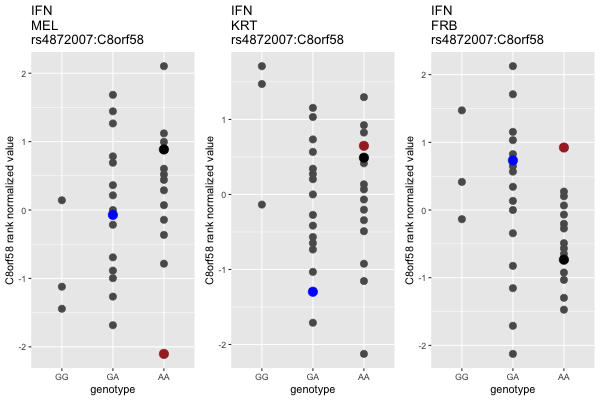 IFN
MEL
rs4872007:C8orf58
C8orf58 rank normalized value
2
1
0
-1
-2
GG GA AA
genotype
IFN
KRT
rs4872007:C8orf58
C8orf58 rank normalized value
1
0
-1
-2
GG GA AA
genotype
IFN
FRB
rs4872007:C8orf58
C8orf58 rank normalized value
2
1
0
-1
-2
GG GA AA
genotype